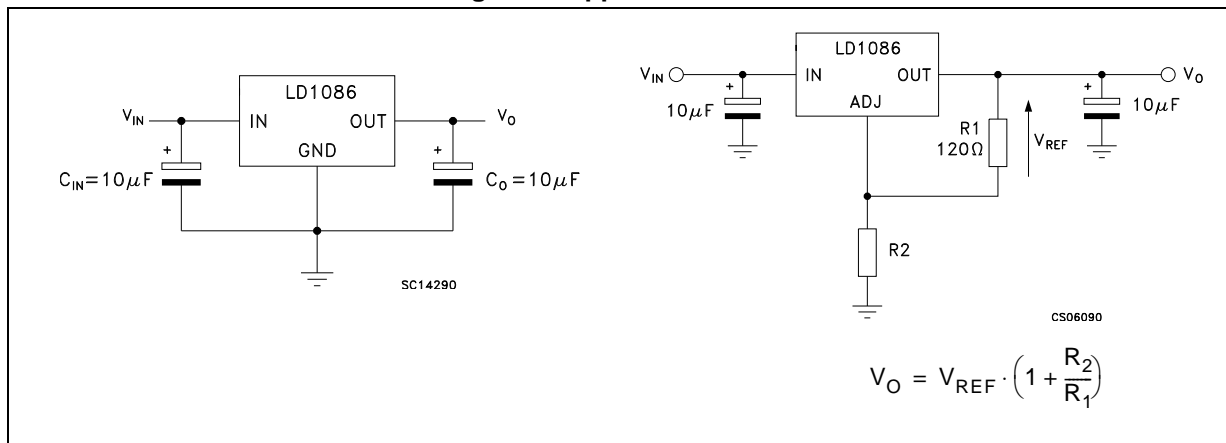 LD1086
V_IN
IN
OUT
V_O
GND
+
+
C_IN=10μF
C_O=10μF
SC14290
LD1086
V_IN
IN
OUT
V_O
ADJ
+
+
10μF
10μF
R1
120Ω
V_REF
R2
CS06090
V_O = V_REF · (1 + R_2/R_1)